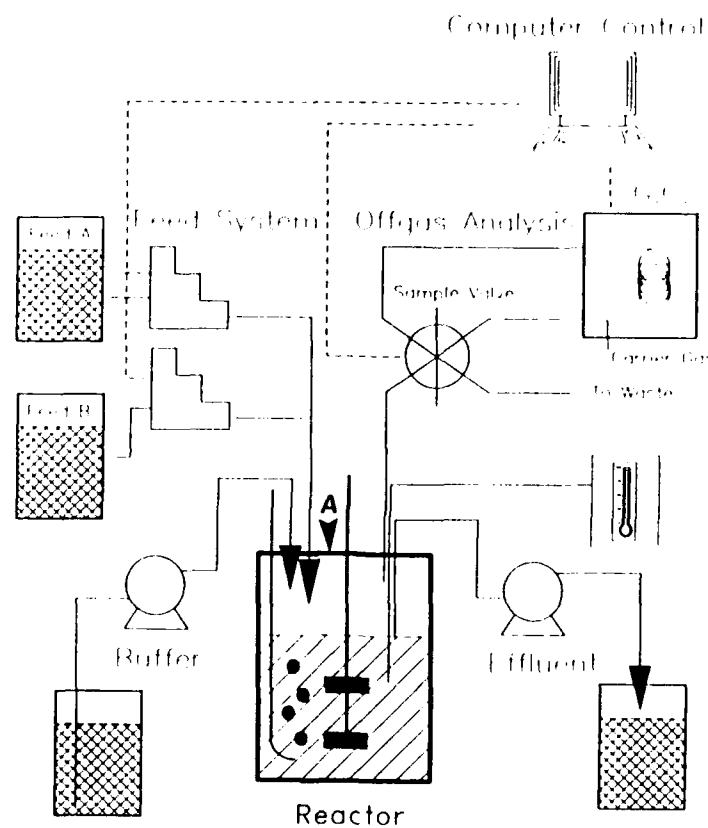 Computer Control
Feed System
Offgas Analysis
Feed A
Sample Valve
Carrier Gas
To Waste
Feed B
A
Buffer
Effluent
Reactor